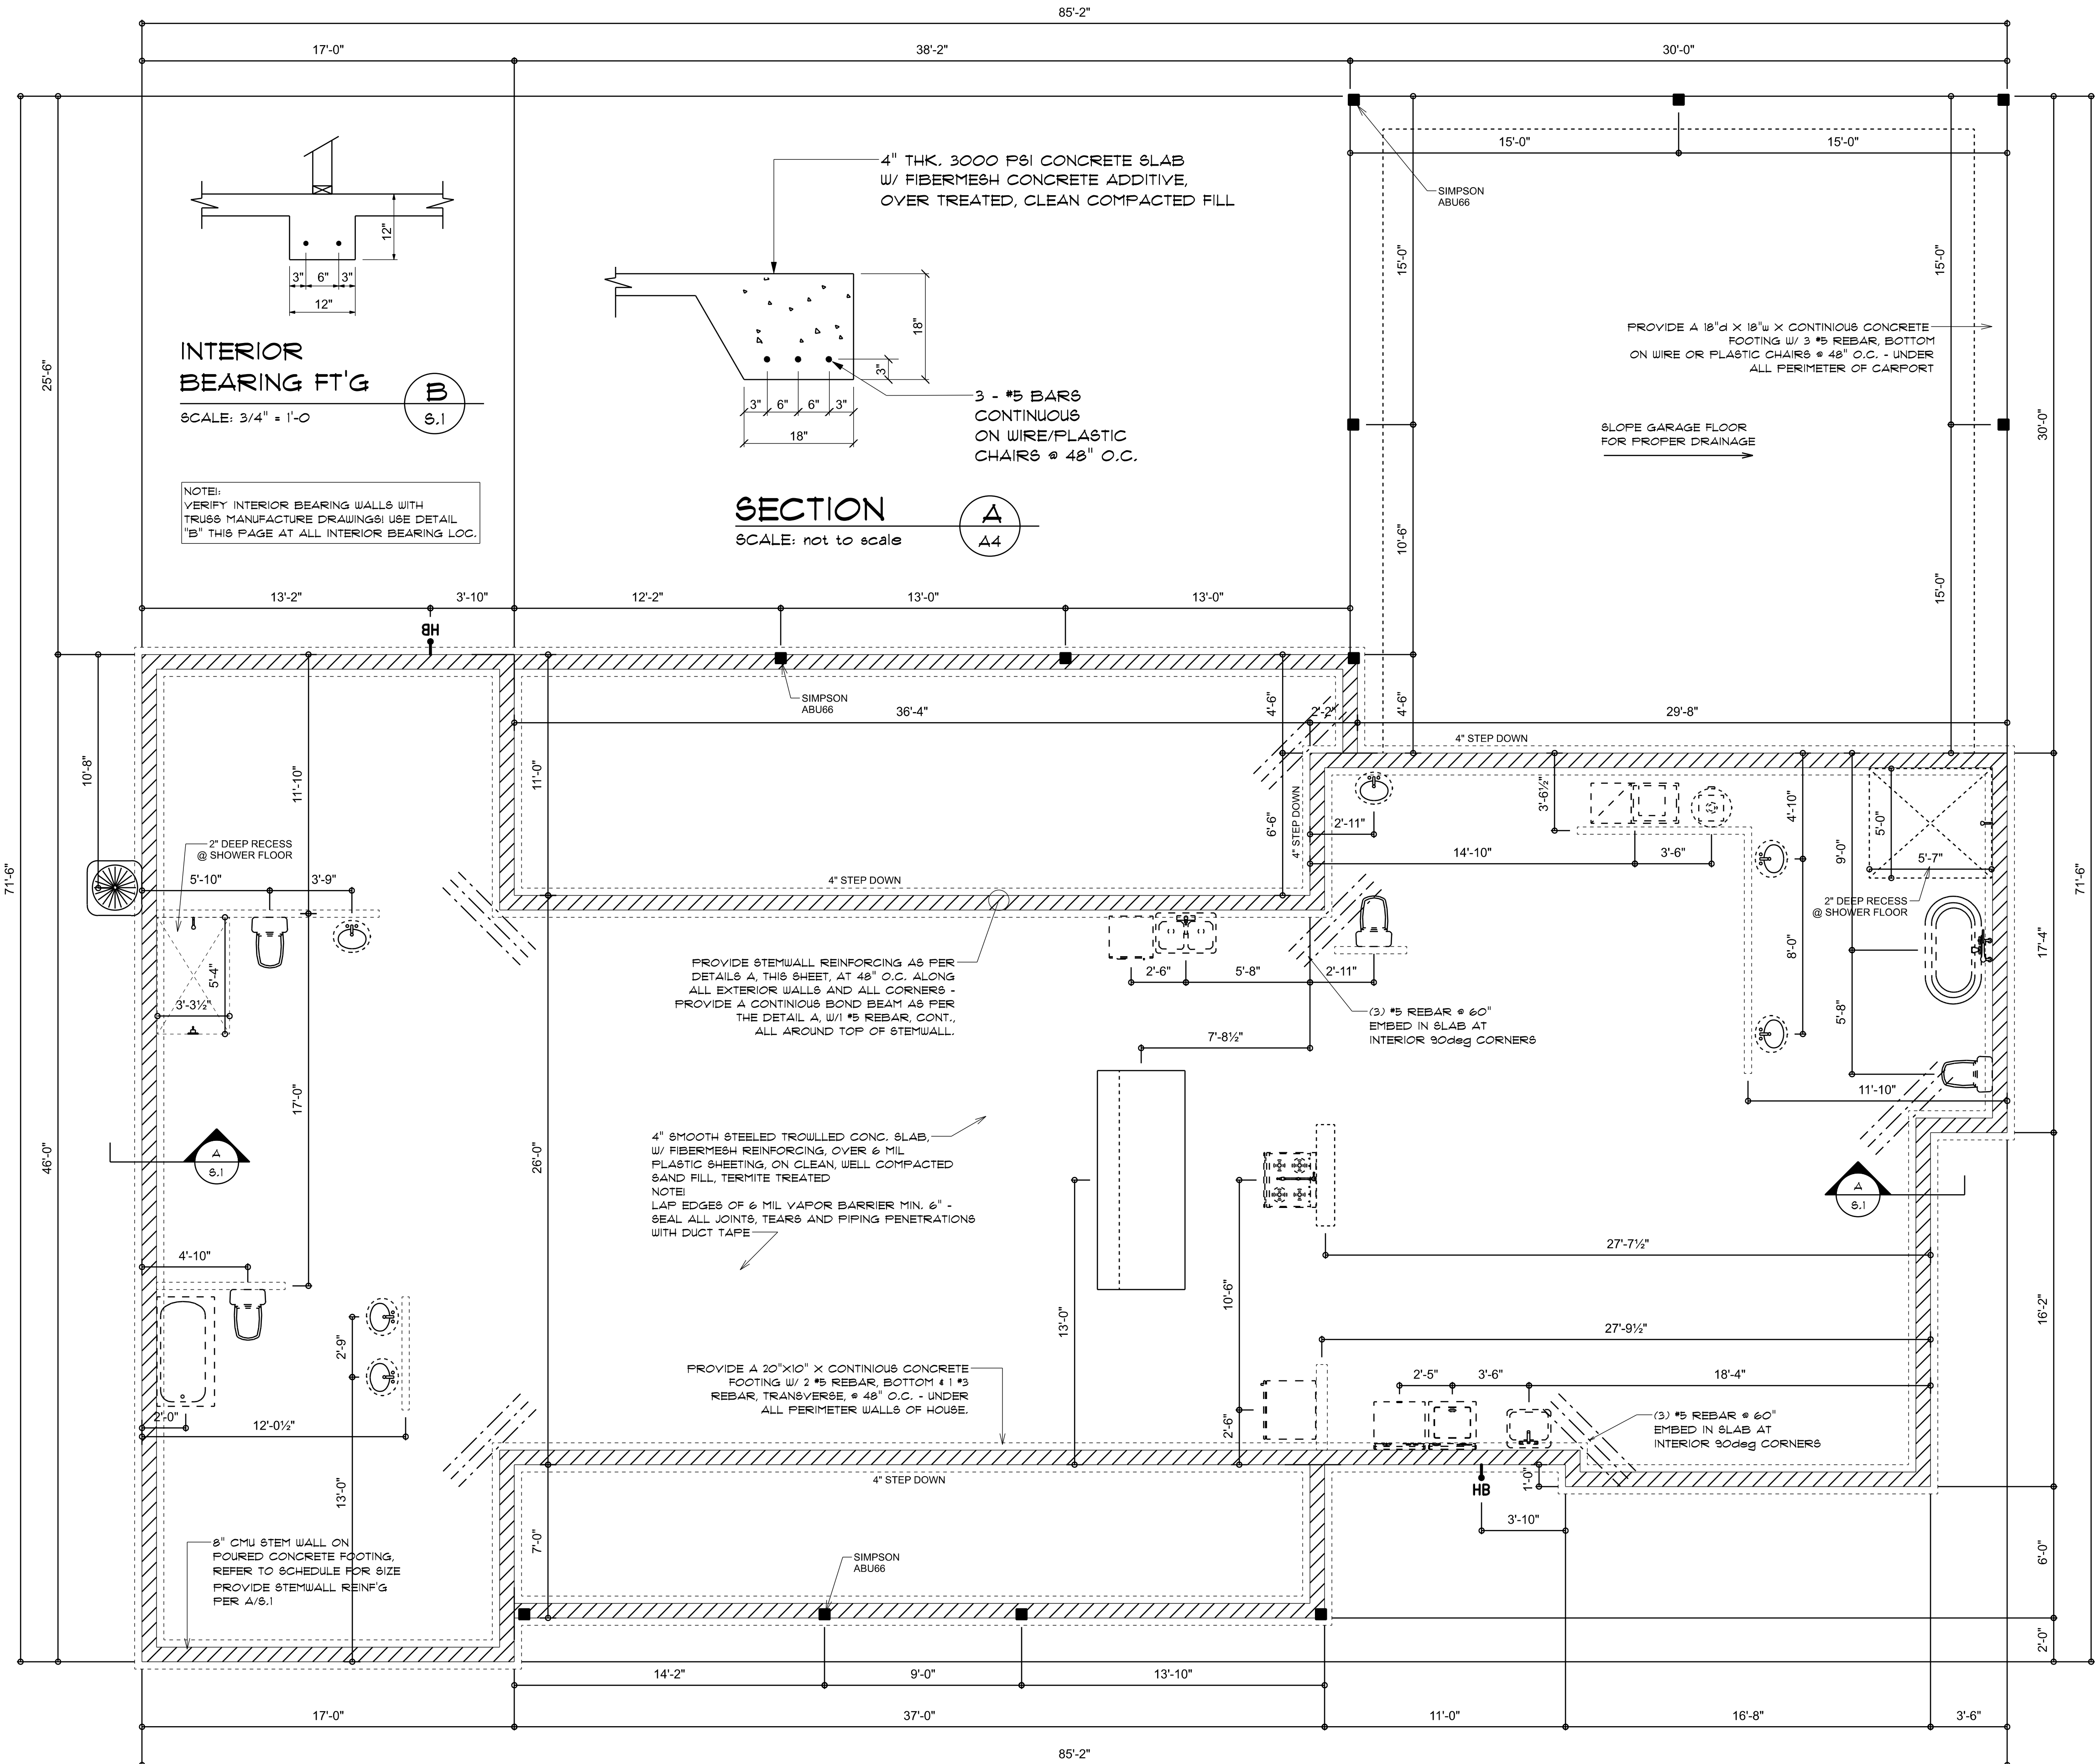 85'-2"
17'-0"
38'-2"
30'-0"
15'-0"
15'-0"
SIMPSON
ABU66
15'-0"
15'-0"
4" THK. 3000 PSI CONCRETE SLAB
W/ FIBERMESH CONCRETE ADDITIVE,
OVER TREATED, CLEAN COMPACTED FILL
12"
3"
6"
3"
12"
INTERIOR
BEARING FT'G
B
S.1
SCALE: 3/4" = 1'-0
NOTE!:
VERIFY INTERIOR BEARING WALLS WITH
TRUSS MANUFACTURE DRAWINGS! USE DETAIL
"B" THIS PAGE AT ALL INTERIOR BEARING LOC.
18"
3"
3"
6"
6"
3"
18"
3 - #5 BARS
CONTINUOUS
ON WIRE/PLASTIC
CHAIRS @ 48" O.C.
SECTION
A
A4
SCALE: not to scale
PROVIDE A 18"d X 18"w X CONTINIOUS CONCRETE
FOOTING W/ 3 #5 REBAR, BOTTOM
ON WIRE OR PLASTIC CHAIRS @ 48" O.C. - UNDER
ALL PERIMETER OF CARPORT
SLOPE GARAGE FLOOR
FOR PROPER DRAINAGE
25'-6"
30'-0"
10'-6"
15'-0"
71'-6"
71'-6"
13'-2"
3'-10"
12'-2"
13'-0"
13'-0"
HB
SIMPSON
ABU66
36'-4"
2'-2"
29'-8"
4'-6"
4'-6"
4" STEP DOWN
10'-8"
11'-10"
11'-0"
6'-6"
4" STEP DOWN
2'-11"
3'-6½"
14'-10"
3'-6"
4'-10"
9'-0"
5'-0"
5'-7"
2" DEEP RECESS
@ SHOWER FLOOR
2" DEEP RECESS
@ SHOWER FLOOR
5'-10"
3'-9"
4" STEP DOWN
5'-4"
3'-3½"
PROVIDE STEMWALL REINFORCING AS PER
DETAILS A, THIS SHEET, AT 48" O.C. ALONG
ALL EXTERIOR WALLS AND ALL CORNERS -
PROVIDE A CONTINIOUS BOND BEAM AS PER
THE DETAIL A, W/1 #5 REBAR, CONT.,
ALL AROUND TOP OF STEMWALL.
2'-6"
5'-8"
2'-11"
(3) #5 REBAR @ 60"
EMBED IN SLAB AT
INTERIOR 90deg CORNERS
7'-8½"
8'-0"
5'-8"
17'-4"
11'-10"
17'-0"
46'-0"
26'-0"
A
S.1
A
S.1
4" SMOOTH STEELED TROWLLED CONC. SLAB,
W/ FIBERMESH REINFORCING, OVER 6 MIL
PLASTIC SHEETING, ON CLEAN, WELL COMPACTED
SAND FILL, TERMITE TREATED
NOTE!
LAP EDGES OF 6 MIL VAPOR BARRIER MIN. 6" -
SEAL ALL JOINTS, TEARS AND PIPING PENETRATIONS
WITH DUCT TAPE
4'-10"
13'-0"
10'-6"
27'-7½"
16'-2"
27'-9½"
2'-9"
2'-0"
12'-0½"
PROVIDE A 20"X10" X CONTINIOUS CONCRETE
FOOTING W/ 2 #5 REBAR, BOTTOM & 1 #3
REBAR, TRANSVERSE, @ 48" O.C. - UNDER
ALL PERIMETER WALLS OF HOUSE.
2'-6"
2'-5"
3'-6"
18'-4"
(3) #5 REBAR @ 60"
EMBED IN SLAB AT
INTERIOR 90deg CORNERS
4" STEP DOWN
HB
1'-0"
3'-10"
13'-0"
7'-0"
8" CMU STEM WALL ON
POURED CONCRETE FOOTING,
REFER TO SCHEDULE FOR SIZE
PROVIDE STEMWALL REINF'G
PER A/S.1
SIMPSON
ABU66
6'-0"
2'-0"
14'-2"
9'-0"
13'-10"
17'-0"
37'-0"
11'-0"
16'-8"
3'-6"
85'-2"